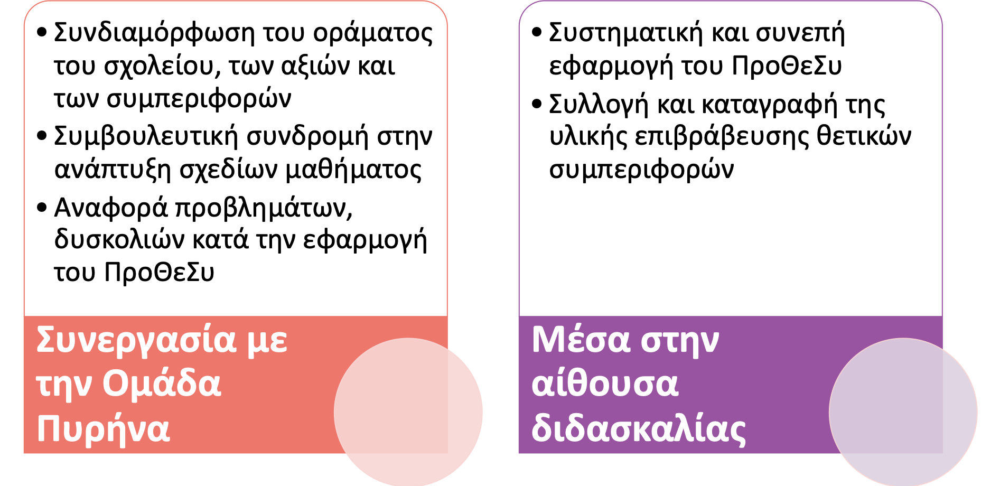 • Συνδιαμόρφωση του οράματος
του σχολείου, των αξιών και
των συμπεριφορών
• Συμβουλευτική συνδρομή στην
ανάπτυξη σχεδίων μαθήματος
• Αναφορά προβλημάτων,
δυσκολιών κατά την εφαρμογή
του ΠροΘεΣυ
Συνεργασία με
την Ομάδα
Πυρήνα
• Συστηματική και συνεπή
εφαρμογή του ΠροΘεΣυ
• Συλλογή και καταγραφή της
υλικής επιβράβευσης θετικών
συμπεριφορών
Μέσα στην
αίθουσα
διδασκαλίας